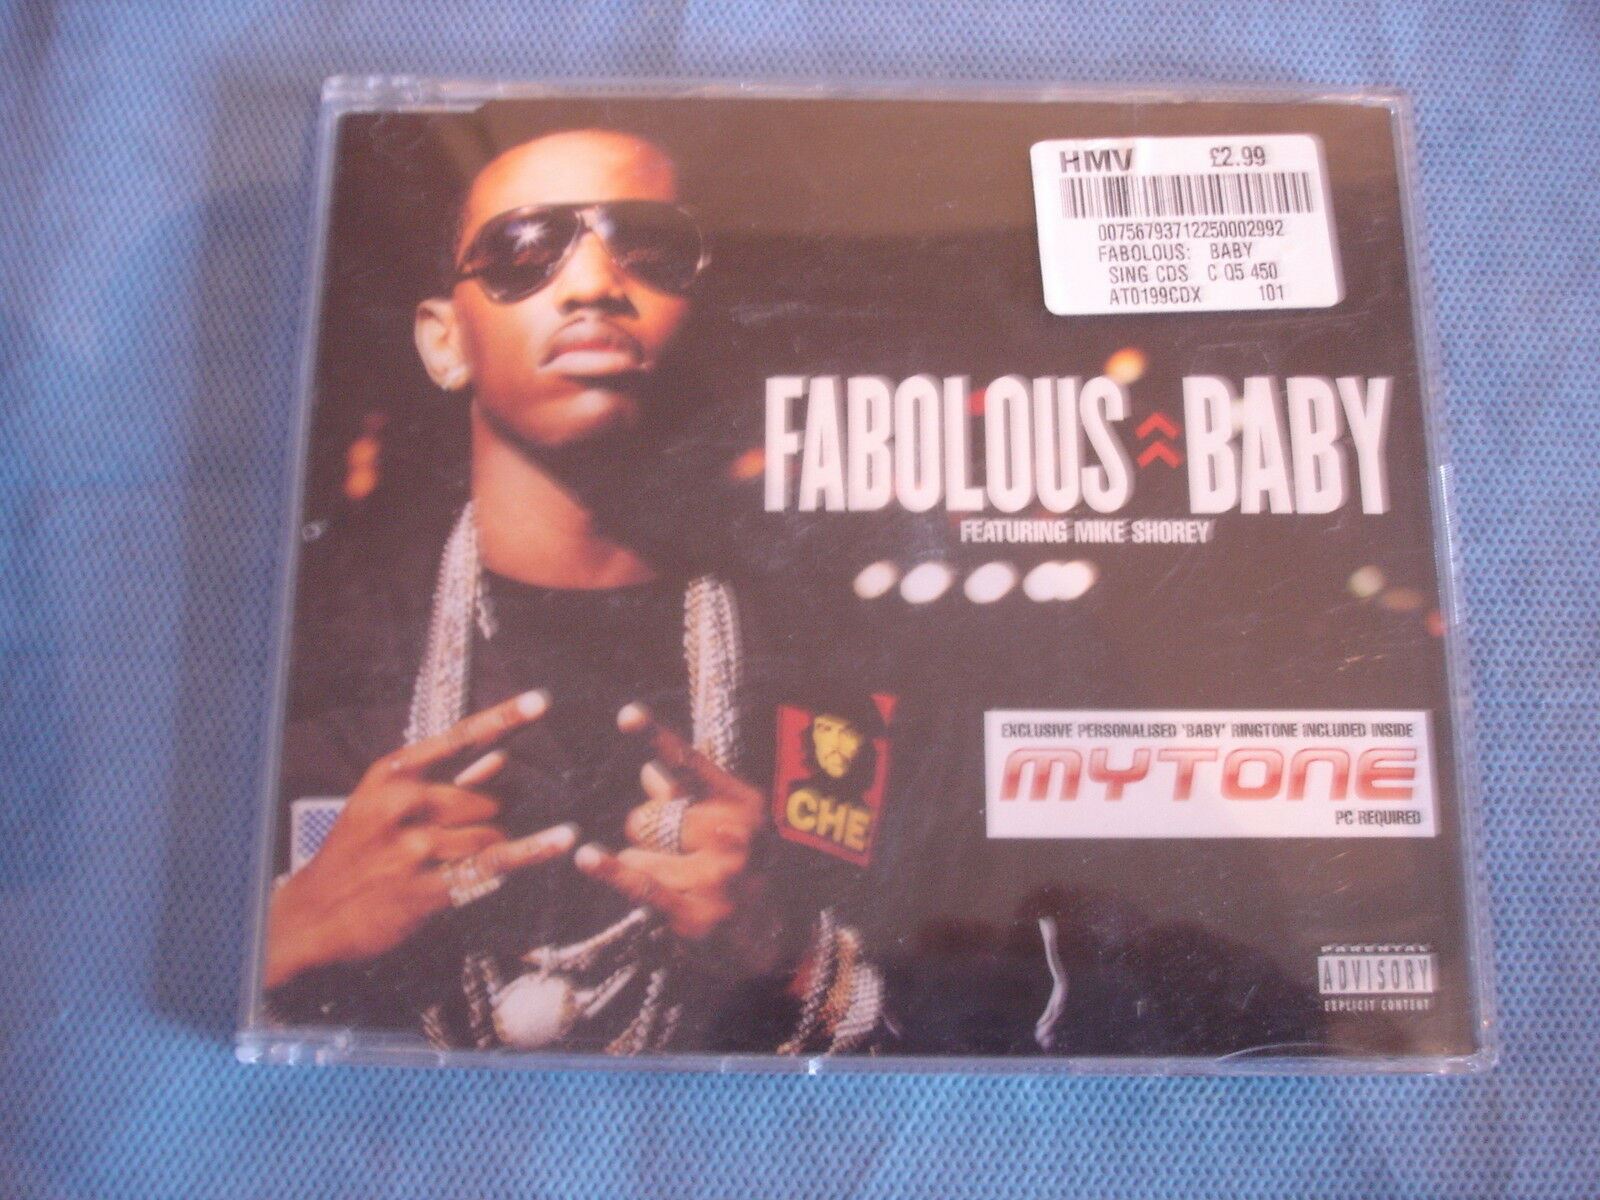 HMV £2.99
00756793712250002992
FABOLOUS: BABY
SING CDS C Q5 450
AT0199CDX 101
FABOLOUS BABY
FEATURING MIKE SHOREY
CHE
EXCLUSIVE PERSONALISED 'BABY' RINGTONE INCLUDED INSIDE
MYTONE
PC REQUIRED
PARENTAL
ADVISORY
EXPLICIT CONTENT